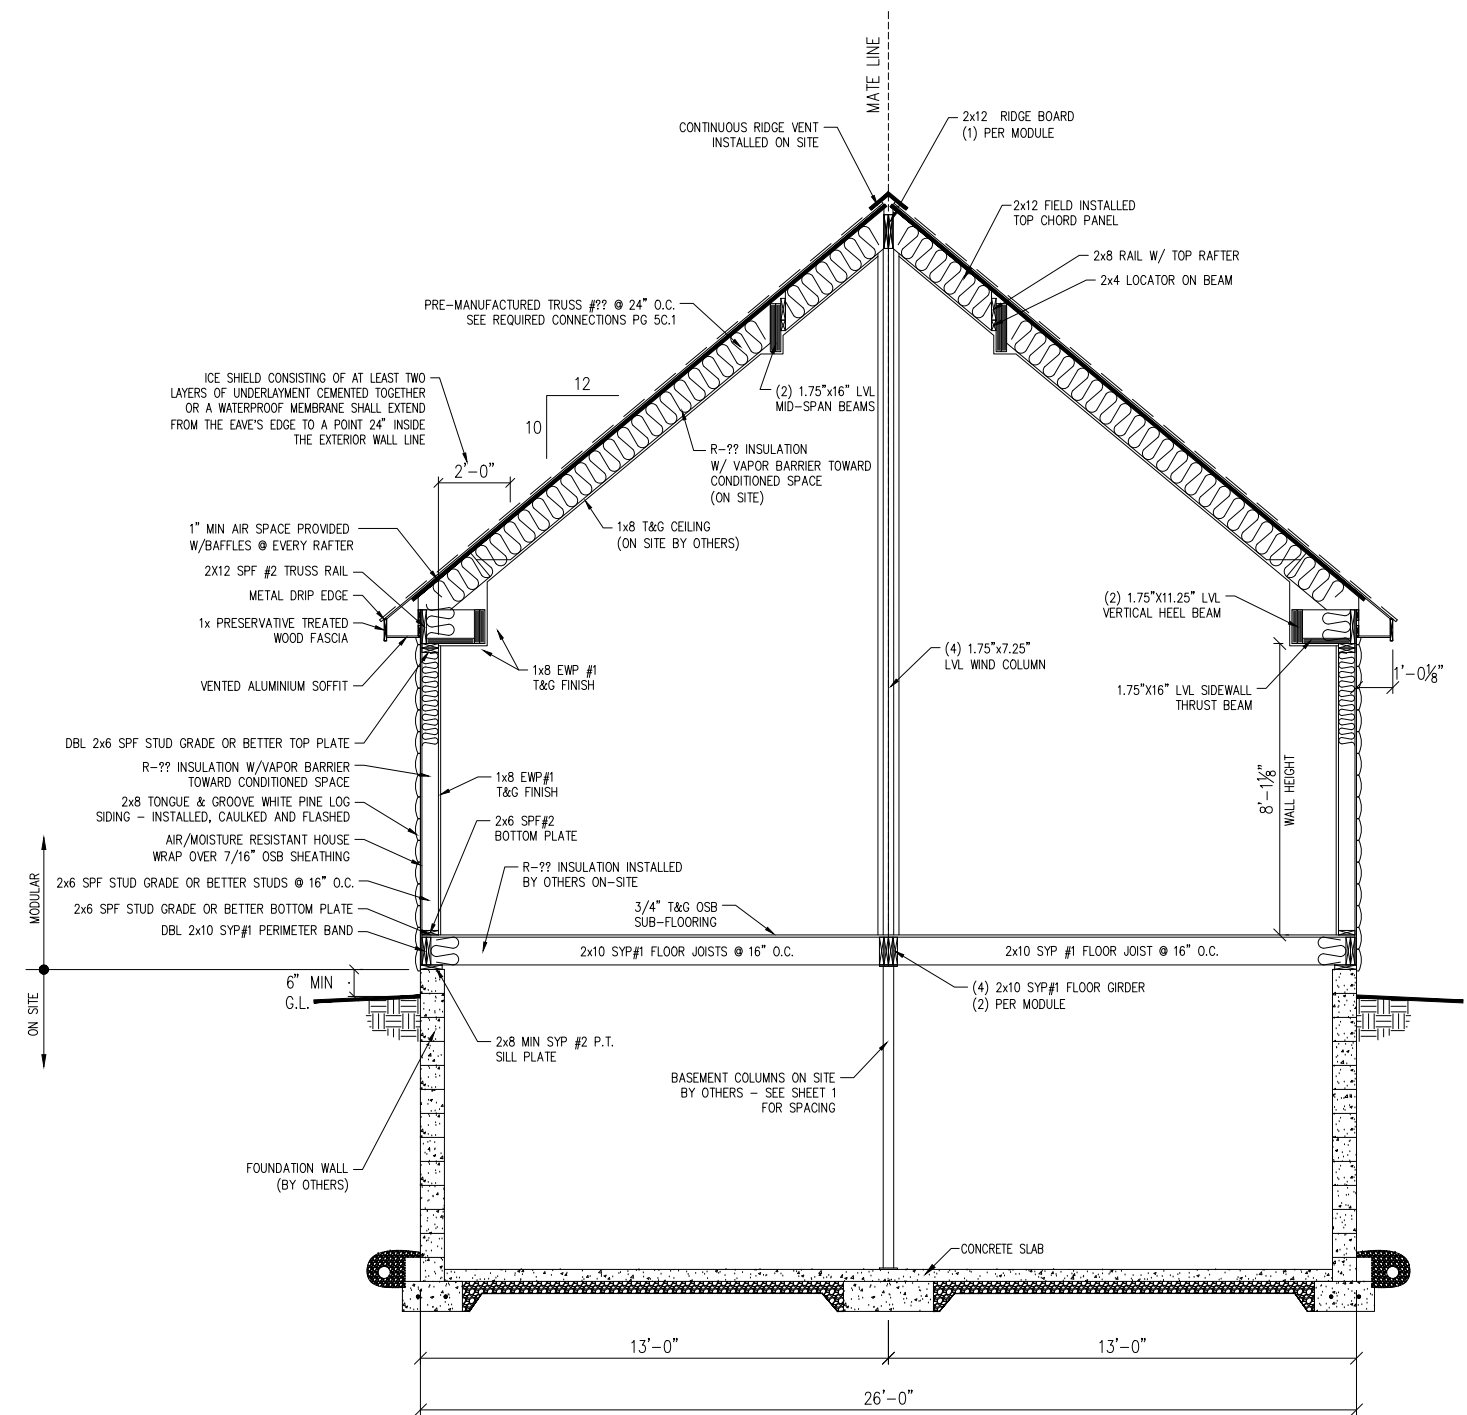 MATE LINE
CONTINUOUS RIDGE VENT
INSTALLED ON SITE
2x12 RIDGE BOARD
(1) PER MODULE
2x12 FIELD INSTALLED
TOP CHORD PANEL
2x8 RAIL W/ TOP RAFTER
2x4 LOCATOR ON BEAM
PRE-MANUFACTURED TRUSS #?? @ 24" O.C.
SEE REQUIRED CONNECTIONS PG 5C.1
ICE SHIELD CONSISTING OF AT LEAST TWO
LAYERS OF UNDERLAYMENT CEMENTED TOGETHER
OR A WATERPROOF MEMBRANE SHALL EXTEND
FROM THE EAVE'S EDGE TO A POINT 24" INSIDE
THE EXTERIOR WALL LINE
12
10
(2) 1.75"x16" LVL
MID-SPAN BEAMS
2'-0"
R-?? INSULATION
W/ VAPOR BARRIER TOWARD
CONDITIONED SPACE
(ON SITE)
1x8 T&G CEILING
(ON SITE BY OTHERS)
1" MIN AIR SPACE PROVIDED
W/BAFFLES @ EVERY RAFTER
2X12 SPF #2 TRUSS RAIL
METAL DRIP EDGE
1x PRESERVATIVE TREATED
WOOD FASCIA
VENTED ALUMINIUM SOFFIT
1x8 EWP #1
T&G FINISH
(4) 1.75"x7.25"
LVL WIND COLUMN
(2) 1.75"X11.25" LVL
VERTICAL HEEL BEAM
1.75"X16" LVL SIDEWALL
THRUST BEAM
1'-0⅛"
DBL 2x6 SPF STUD GRADE OR BETTER TOP PLATE
R-?? INSULATION W/VAPOR BARRIER
TOWARD CONDITIONED SPACE
2x8 TONGUE & GROOVE WHITE PINE LOG
SIDING - INSTALLED, CAULKED AND FLASHED
AIR/MOISTURE RESISTANT HOUSE
WRAP OVER 7/16" OSB SHEATHING
2x6 SPF STUD GRADE OR BETTER STUDS @ 16" O.C.
2x6 SPF STUD GRADE OR BETTER BOTTOM PLATE
DBL 2x10 SYP#1 PERIMETER BAND
1x8 EWP#1
T&G FINISH
2x6 SPF#2
BOTTOM PLATE
R-?? INSULATION INSTALLED
BY OTHERS ON-SITE
3/4" T&G OSB
SUB-FLOORING
8'-1⅛"
WALL HEIGHT
MODULAR
ON SITE
2x10 SYP#1 FLOOR JOISTS @ 16" O.C.
2x10 SYP #1 FLOOR JOIST @ 16" O.C.
6" MIN
G.L.
(4) 2x10 SYP#1 FLOOR GIRDER
(2) PER MODULE
2x8 MIN SYP #2 P.T.
SILL PLATE
BASEMENT COLUMNS ON SITE
BY OTHERS - SEE SHEET 1
FOR SPACING
FOUNDATION WALL
(BY OTHERS)
CONCRETE SLAB
13'-0"
13'-0"
26'-0"